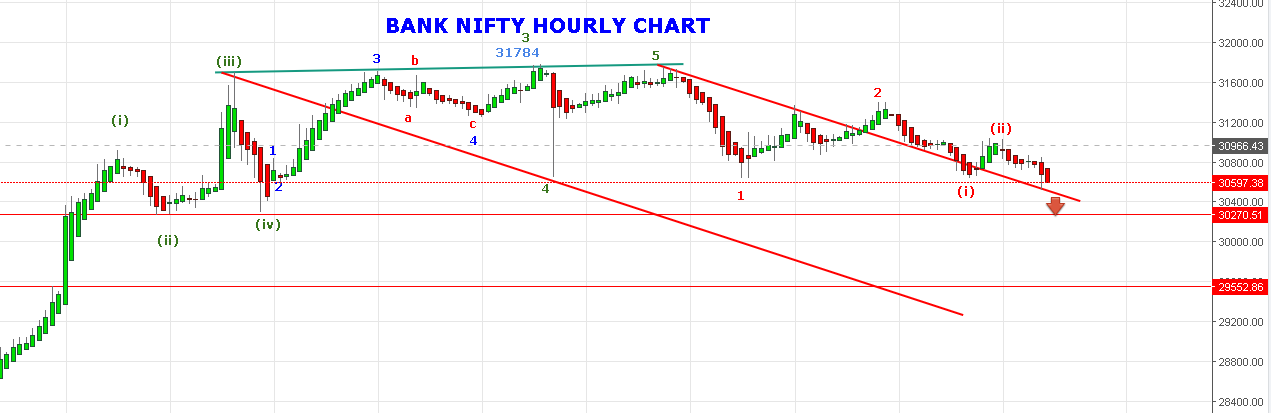 BANK NIFTY HOURLY CHART
32400.00
32000.00
31600.00
31200.00
30966.43
30800.00
30597.38
30400.00
30270.51
30000.00
29552.86
29200.00
28800.00
28400.00
(i)
(ii)
(iii)
(iv)
1
2
3
a
b
c
4
3
31784
4
5
1
2
(i)
(ii)